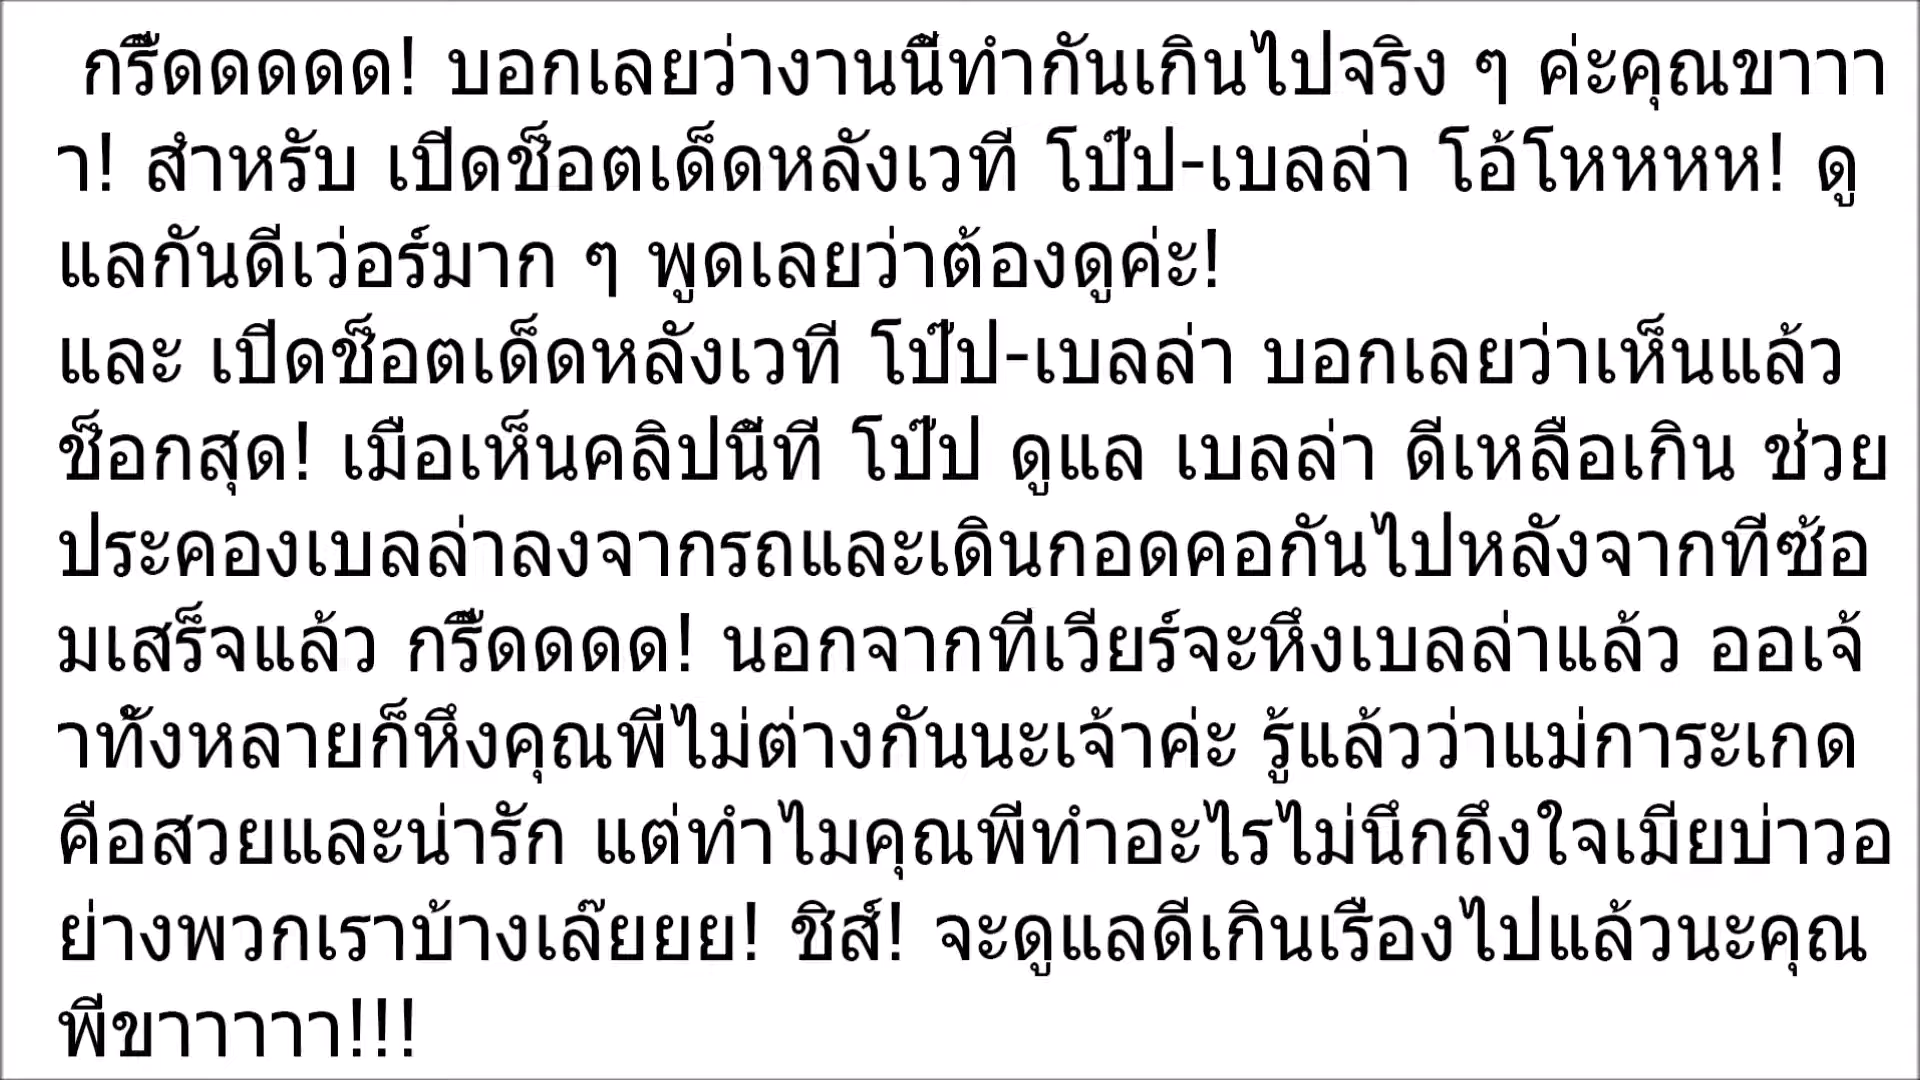 กรี๊ดดดดด! บอกเลยว่างานนี้ทำกันเกินไปจริง ๆ ค่ะคุณขาาา
า! สำหรับ เปิดช็อตเด็ดหลังเวที โป๊ป-เบลล่า โอ้โหหหห! ดู
แลกันดีเว่อร์มาก ๆ พูดเลยว่าต้องดูค่ะ!
และ เปิดช็อตเด็ดหลังเวที โป๊ป-เบลล่า บอกเลยว่าเห็นแล้ว
ช็อกสุด! เมื่อเห็นคลิปนี้ที่ โป๊ป ดูแล เบลล่า ดีเหลือเกิน ช่วย
ประคองเบลล่าลงจากรถและเดินกอดคอกันไปหลังจากที่ซ้อ
มเสร็จแล้ว กรี๊ดดดด! นอกจากที่เวียร์จะหึงเบลล่าแล้ว ออเจ้
าทั้งหลายก็หึงคุณพี่ไม่ต่างกันนะเจ้าค่ะ รู้แล้วว่าแม่การะเกด
คือสวยและน่ารัก แต่ทำไมคุณพี่ทำอะไรไม่นึกถึงใจเมียบ่าวอ
ย่างพวกเราบ้างเล๊ยยย! ชิส์! จะดูแลดีเกินเรื่องไปแล้วนะคุณ
พี่ขาาาาา!!!